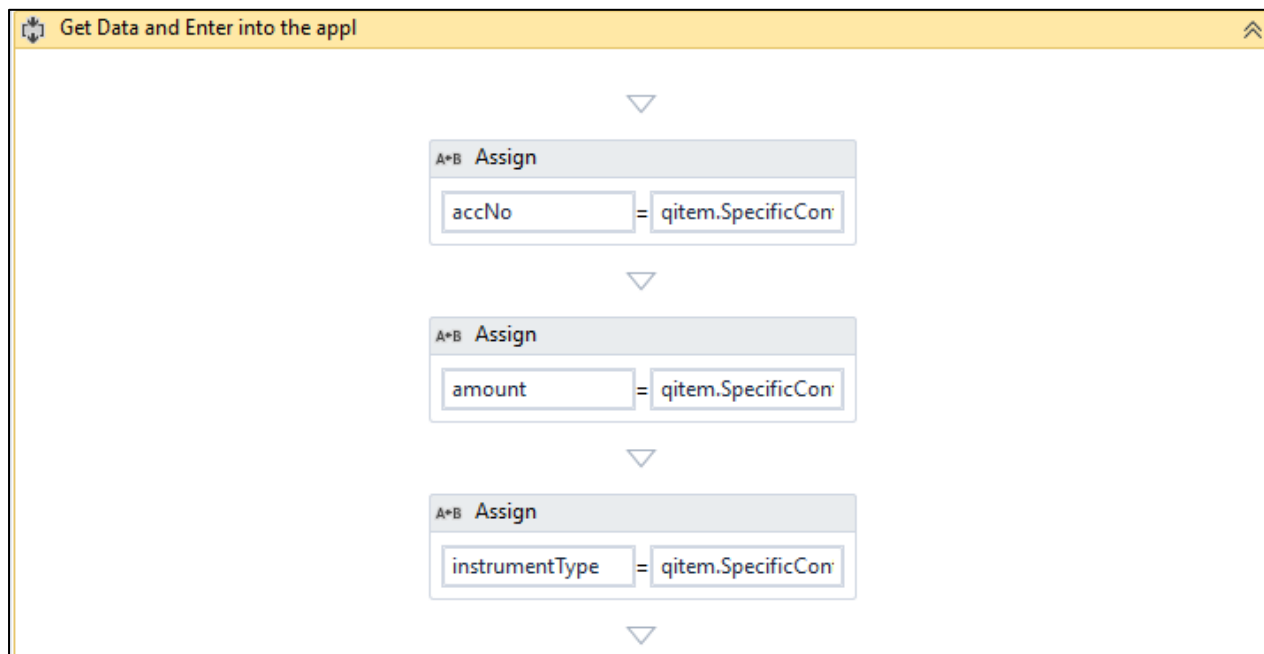 Get Data and Enter into the appl
A+B Assign
accNo = qitem.SpecificCon
A+B Assign
amount = qitem.SpecificCon
A+B Assign
instrumentType = qitem.SpecificCon